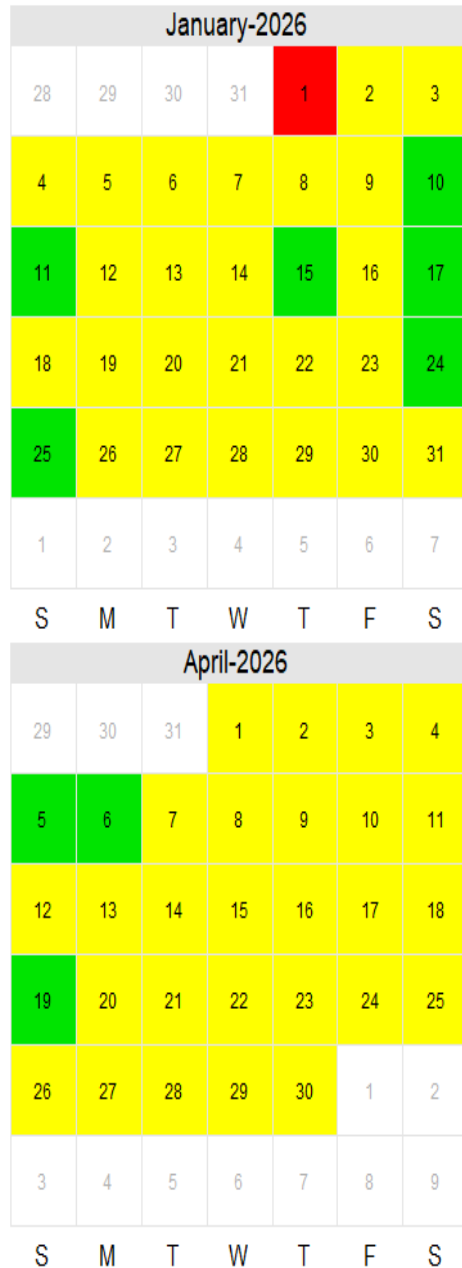 January-2026
28 29 30 31 1 2 3
4 5 6 7 8 9 10
11 12 13 14 15 16 17
18 19 20 21 22 23 24
25 26 27 28 29 30 31
1 2 3 4 5 6 7
S M T W T F S
April-2026
29 30 31 1 2 3 4
5 6 7 8 9 10 11
12 13 14 15 16 17 18
19 20 21 22 23 24 25
26 27 28 29 30 1 2
3 4 5 6 7 8 9
S M T W T F S